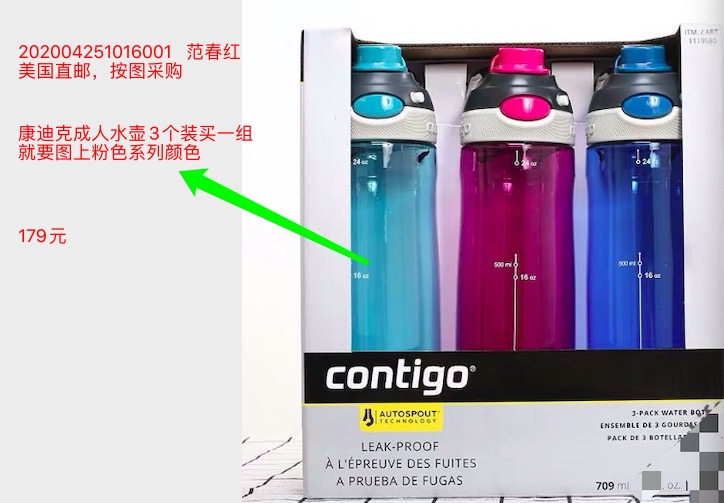 202004251016001 范春红
美国直邮，按图采购
康迪克成人水壶3个装买一组
就要图上粉色系列颜色
179元
ITM. / ART
24 oz
24 oz
24 oz
500 ml
16 oz
16 oz
500 ml
16 oz
contigo®
AUTOSPOUT®
TECHNOLOGY
LEAK-PROOF
À L'ÉPREUVE DES FUITES
A PRUEBA DE FUGAS
3-PACK WATER BOT
ENSEMBLE DE 3 GOURDES
PACK DE 3 BOTELLA
709 ml oz.